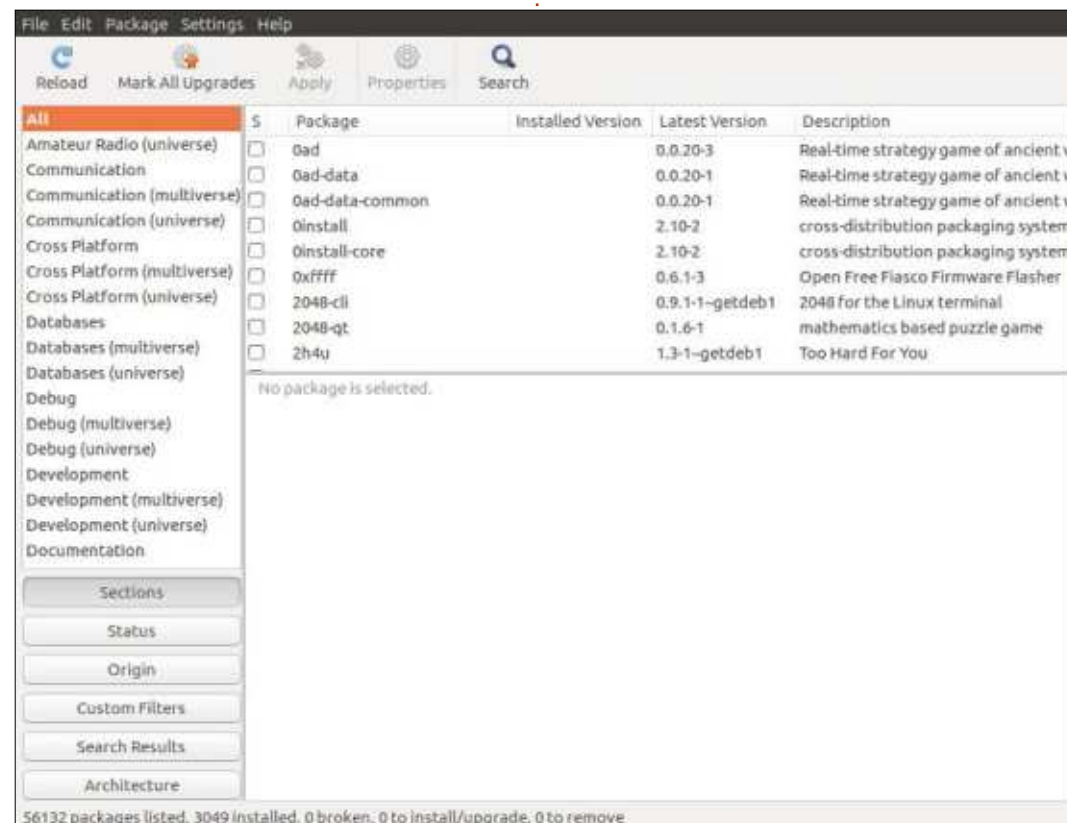 File Edit Package Settings Help
Reload Mark All Upgrades Apply Properties Search
All
Amateur Radio (universe)
Communication
Communication (multiverse)
Communication (universe)
Cross Platform
Cross Platform (multiverse)
Cross Platform (universe)
Databases
Databases (multiverse)
Databases (universe)
Debug
Debug (multiverse)
Debug (universe)
Development
Development (multiverse)
Development (universe)
Documentation
Sections
Status
Origin
Custom Filters
Search Results
Architecture
S Package Installed Version Latest Version Description
0ad 0.0.20-3 Real-time strategy game of ancient
0ad-data 0.0.20-1 Real-time strategy game of ancient
0ad-data-common 0.0.20-1 Real-time strategy game of ancient
0install 2.10-2 cross-distribution packaging system
0install-core 2.10-2 cross-distribution packaging system
0xffff 0.6.1-3 Open Free Fiasco Firmware Flasher
2048-cli 0.9.1-1~getdeb1 2048 for the Linux terminal
2048-qt 0.1.6-1 mathematics based puzzle game
2h4u 1.3-1~getdeb1 Too Hard For You
No package is selected.
56132 packages listed, 3049 installed, 0 broken, 0 to install/upgrade, 0 to remove